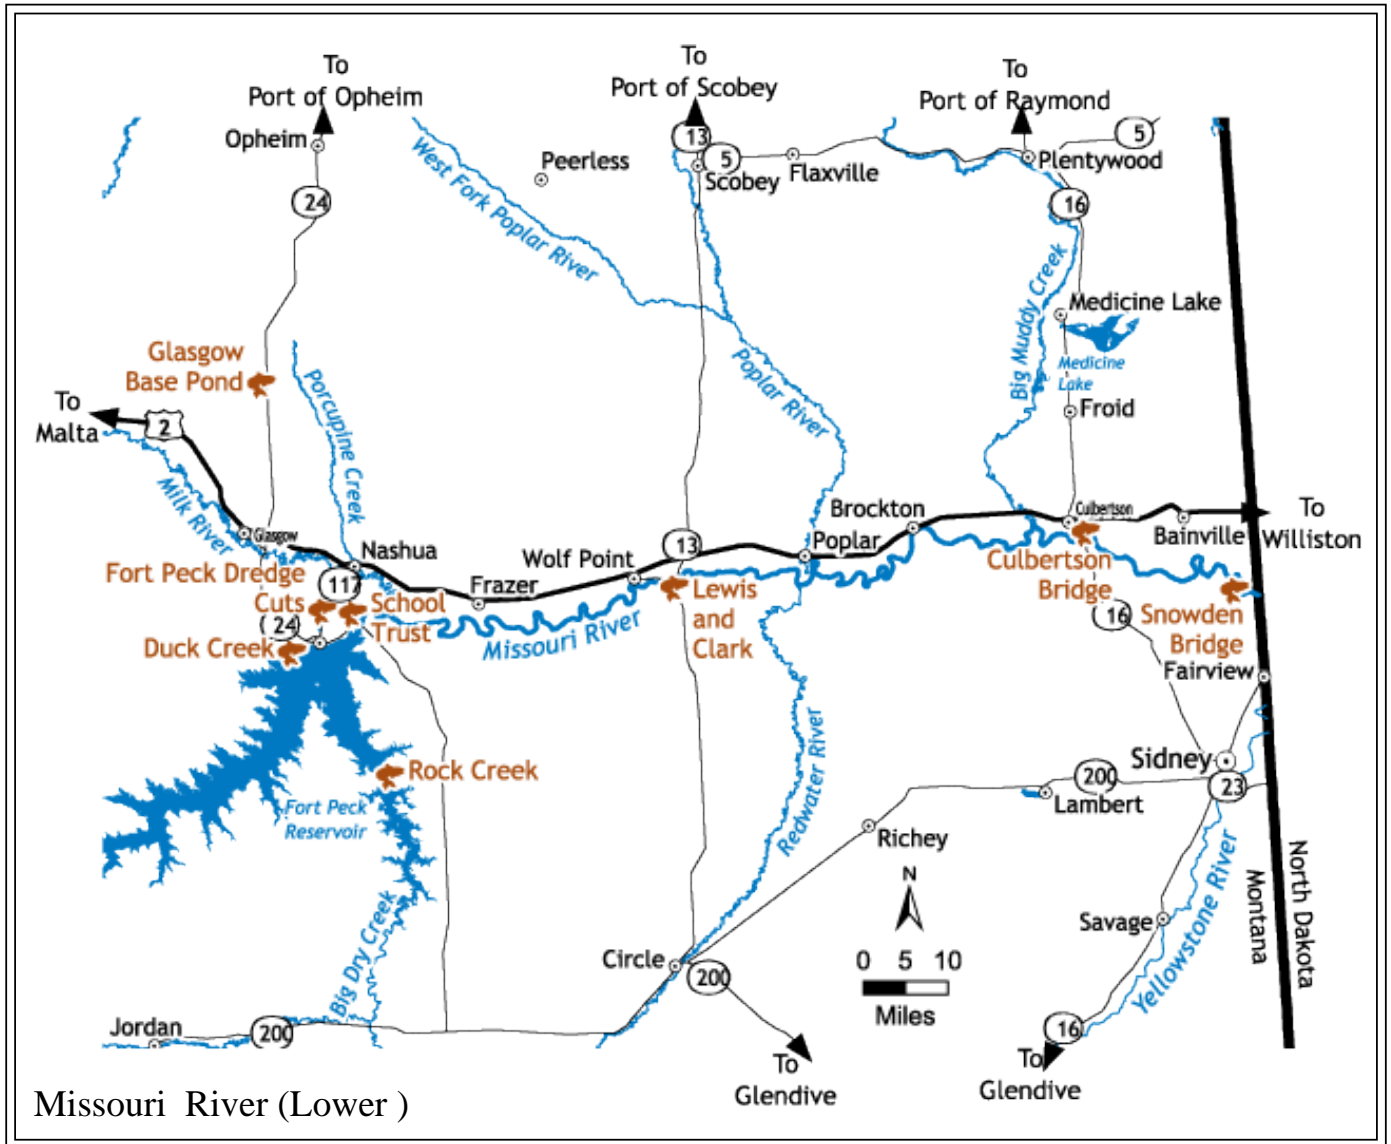 To
Port of Opheim
To
Port of Scobey
To
Port of Raymond
Opheim
13
5
Peerless
Scobey
Flaxville
5
Plentywood
24
West Fork Poplar River
16
Big Muddy Creek
Medicine Lake
Medicine
Lake
Glasgow
Base Pond
Porcupine Creek
Poplar River
Froid
To
Malta
2
Milk River
Glasgow
Nashua
Fort Peck Dredge
Cuts
117
School
Trust
24
Duck Creek
Frazer
Wolf Point
13
Missouri River
Lewis
and
Clark
Poplar
Brockton
Culbertson
Culbertson
Bridge
Bainville
To
Williston
16
Snowden
Bridge
Fairview
Rock Creek
Fort Peck
Reservoir
Redwater River
Sidney
200
23
Lambert
Richey
N
0 5 10
Miles
Savage
Yellowstone River
Montana
North Dakota
Big Dry Creek
Circle
200
Jordan
200
To
Glendive
16
To
Glendive
Missouri River (Lower )